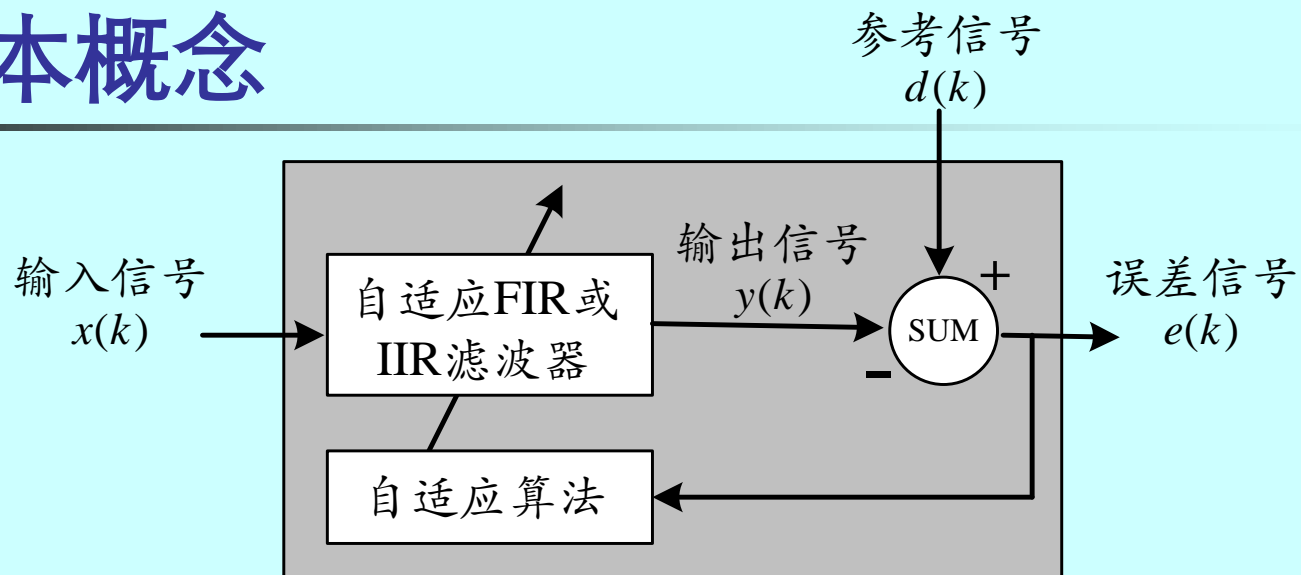 本概念
参考信号
d(k)
输入信号
x(k)
自适应FIR或
IIR滤波器
输出信号
y(k)
+
SUM
-
误差信号
e(k)
自适应算法